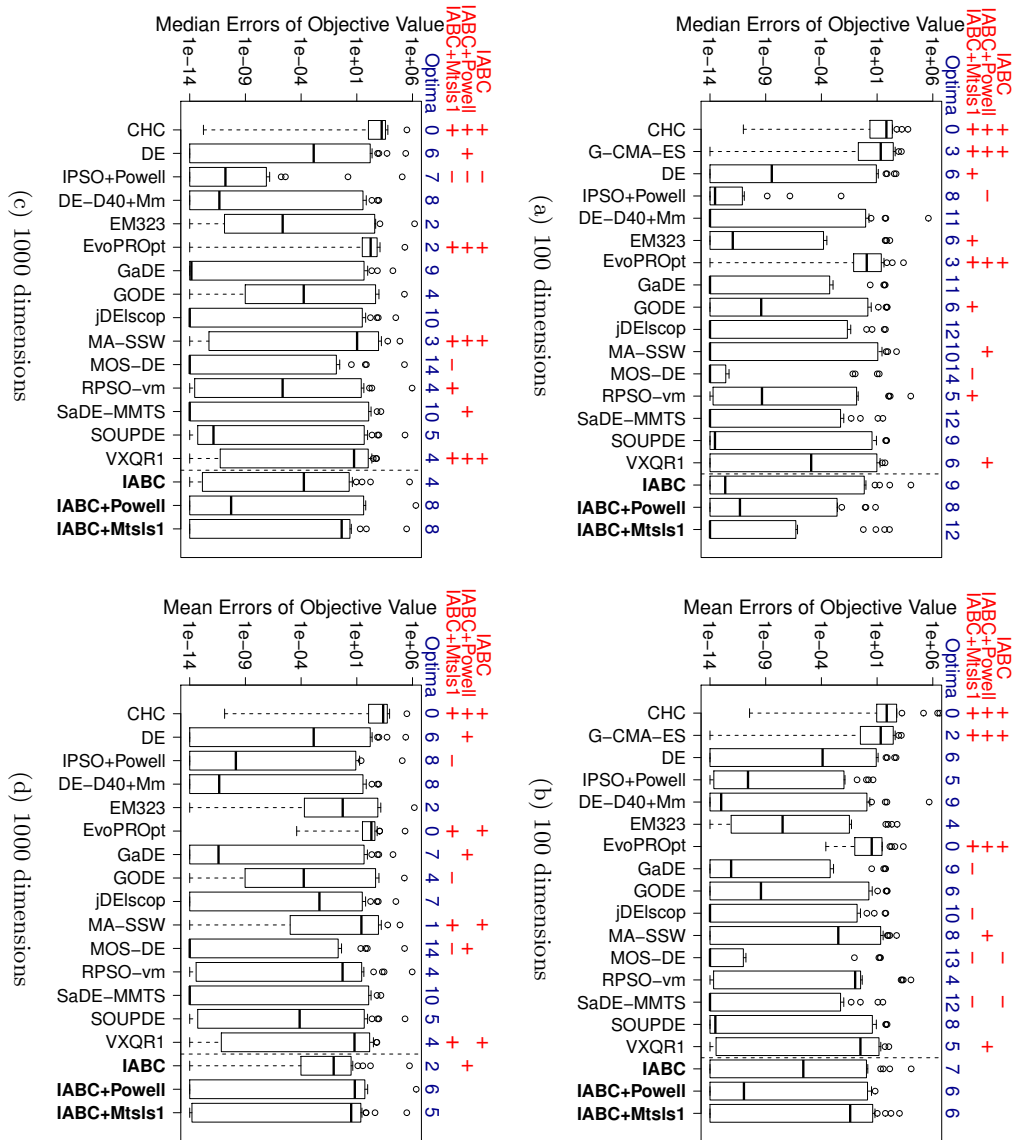 IABC + + + − 
IABC+Powell + + − + + +
IABC+Mtsls1 + + + + + + − +
Optima 0 3 6 8 11 6 3 11 6 12 10 14 5 12 9 6 9 8 12
Median Errors of Objective Value
1e+06
1e+01
1e−04
1e−09
1e−14
CHC
G−CMA−ES
DE
IPSO+Powell
DE−D40+Mm
EM323
EvoPROpt
GaDE
GODE
jDElscop
MA−SSW
MOS−DE
RPSO−vm
SaDE−MMTS
SOUPDE
VXQR1
IABC
IABC+Powell
IABC+Mtsls1
(a) 100 dimensions
IABC + + + − −
IABC+Powell + + + + +
IABC+Mtsls1 + + + − − − −
Optima 0 2 6 5 9 4 0 9 6 10 8 13 4 12 8 5 7 6 6
Mean Errors of Objective Value
1e+06
1e+01
1e−04
1e−09
1e−14
CHC
G−CMA−ES
DE
IPSO+Powell
DE−D40+Mm
EM323
EvoPROpt
GaDE
GODE
jDElscop
MA−SSW
MOS−DE
RPSO−vm
SaDE−MMTS
SOUPDE
VXQR1
IABC
IABC+Powell
IABC+Mtsls1
(b) 100 dimensions
IABC + − + + +
IABC+Powell + + − + + + +
IABC+Mtsls1 + − + + − + +
Optima 0 6 7 8 2 2 9 4 10 3 14 4 10 5 4 4 8 8
Median Errors of Objective Value
1e+06
1e+01
1e−04
1e−09
1e−14
CHC
DE
IPSO+Powell
DE−D40+Mm
EM323
EvoPROpt
GaDE
GODE
jDElscop
MA−SSW
MOS−DE
RPSO−vm
SaDE−MMTS
SOUPDE
VXQR1
IABC
IABC+Powell
IABC+Mtsls1
(c) 1000 dimensions
IABC + + + +
IABC+Powell + + + + +
IABC+Mtsls1 + − + − + − +
Optima 0 6 8 8 2 0 7 4 7 1 14 4 10 5 4 2 6 5
Mean Errors of Objective Value
1e+06
1e+01
1e−04
1e−09
1e−14
CHC
DE
IPSO+Powell
DE−D40+Mm
EM323
EvoPROpt
GaDE
GODE
jDElscop
MA−SSW
MOS−DE
RPSO−vm
SaDE−MMTS
SOUPDE
VXQR1
IABC
IABC+Powell
IABC+Mtsls1
(d) 1000 dimensions